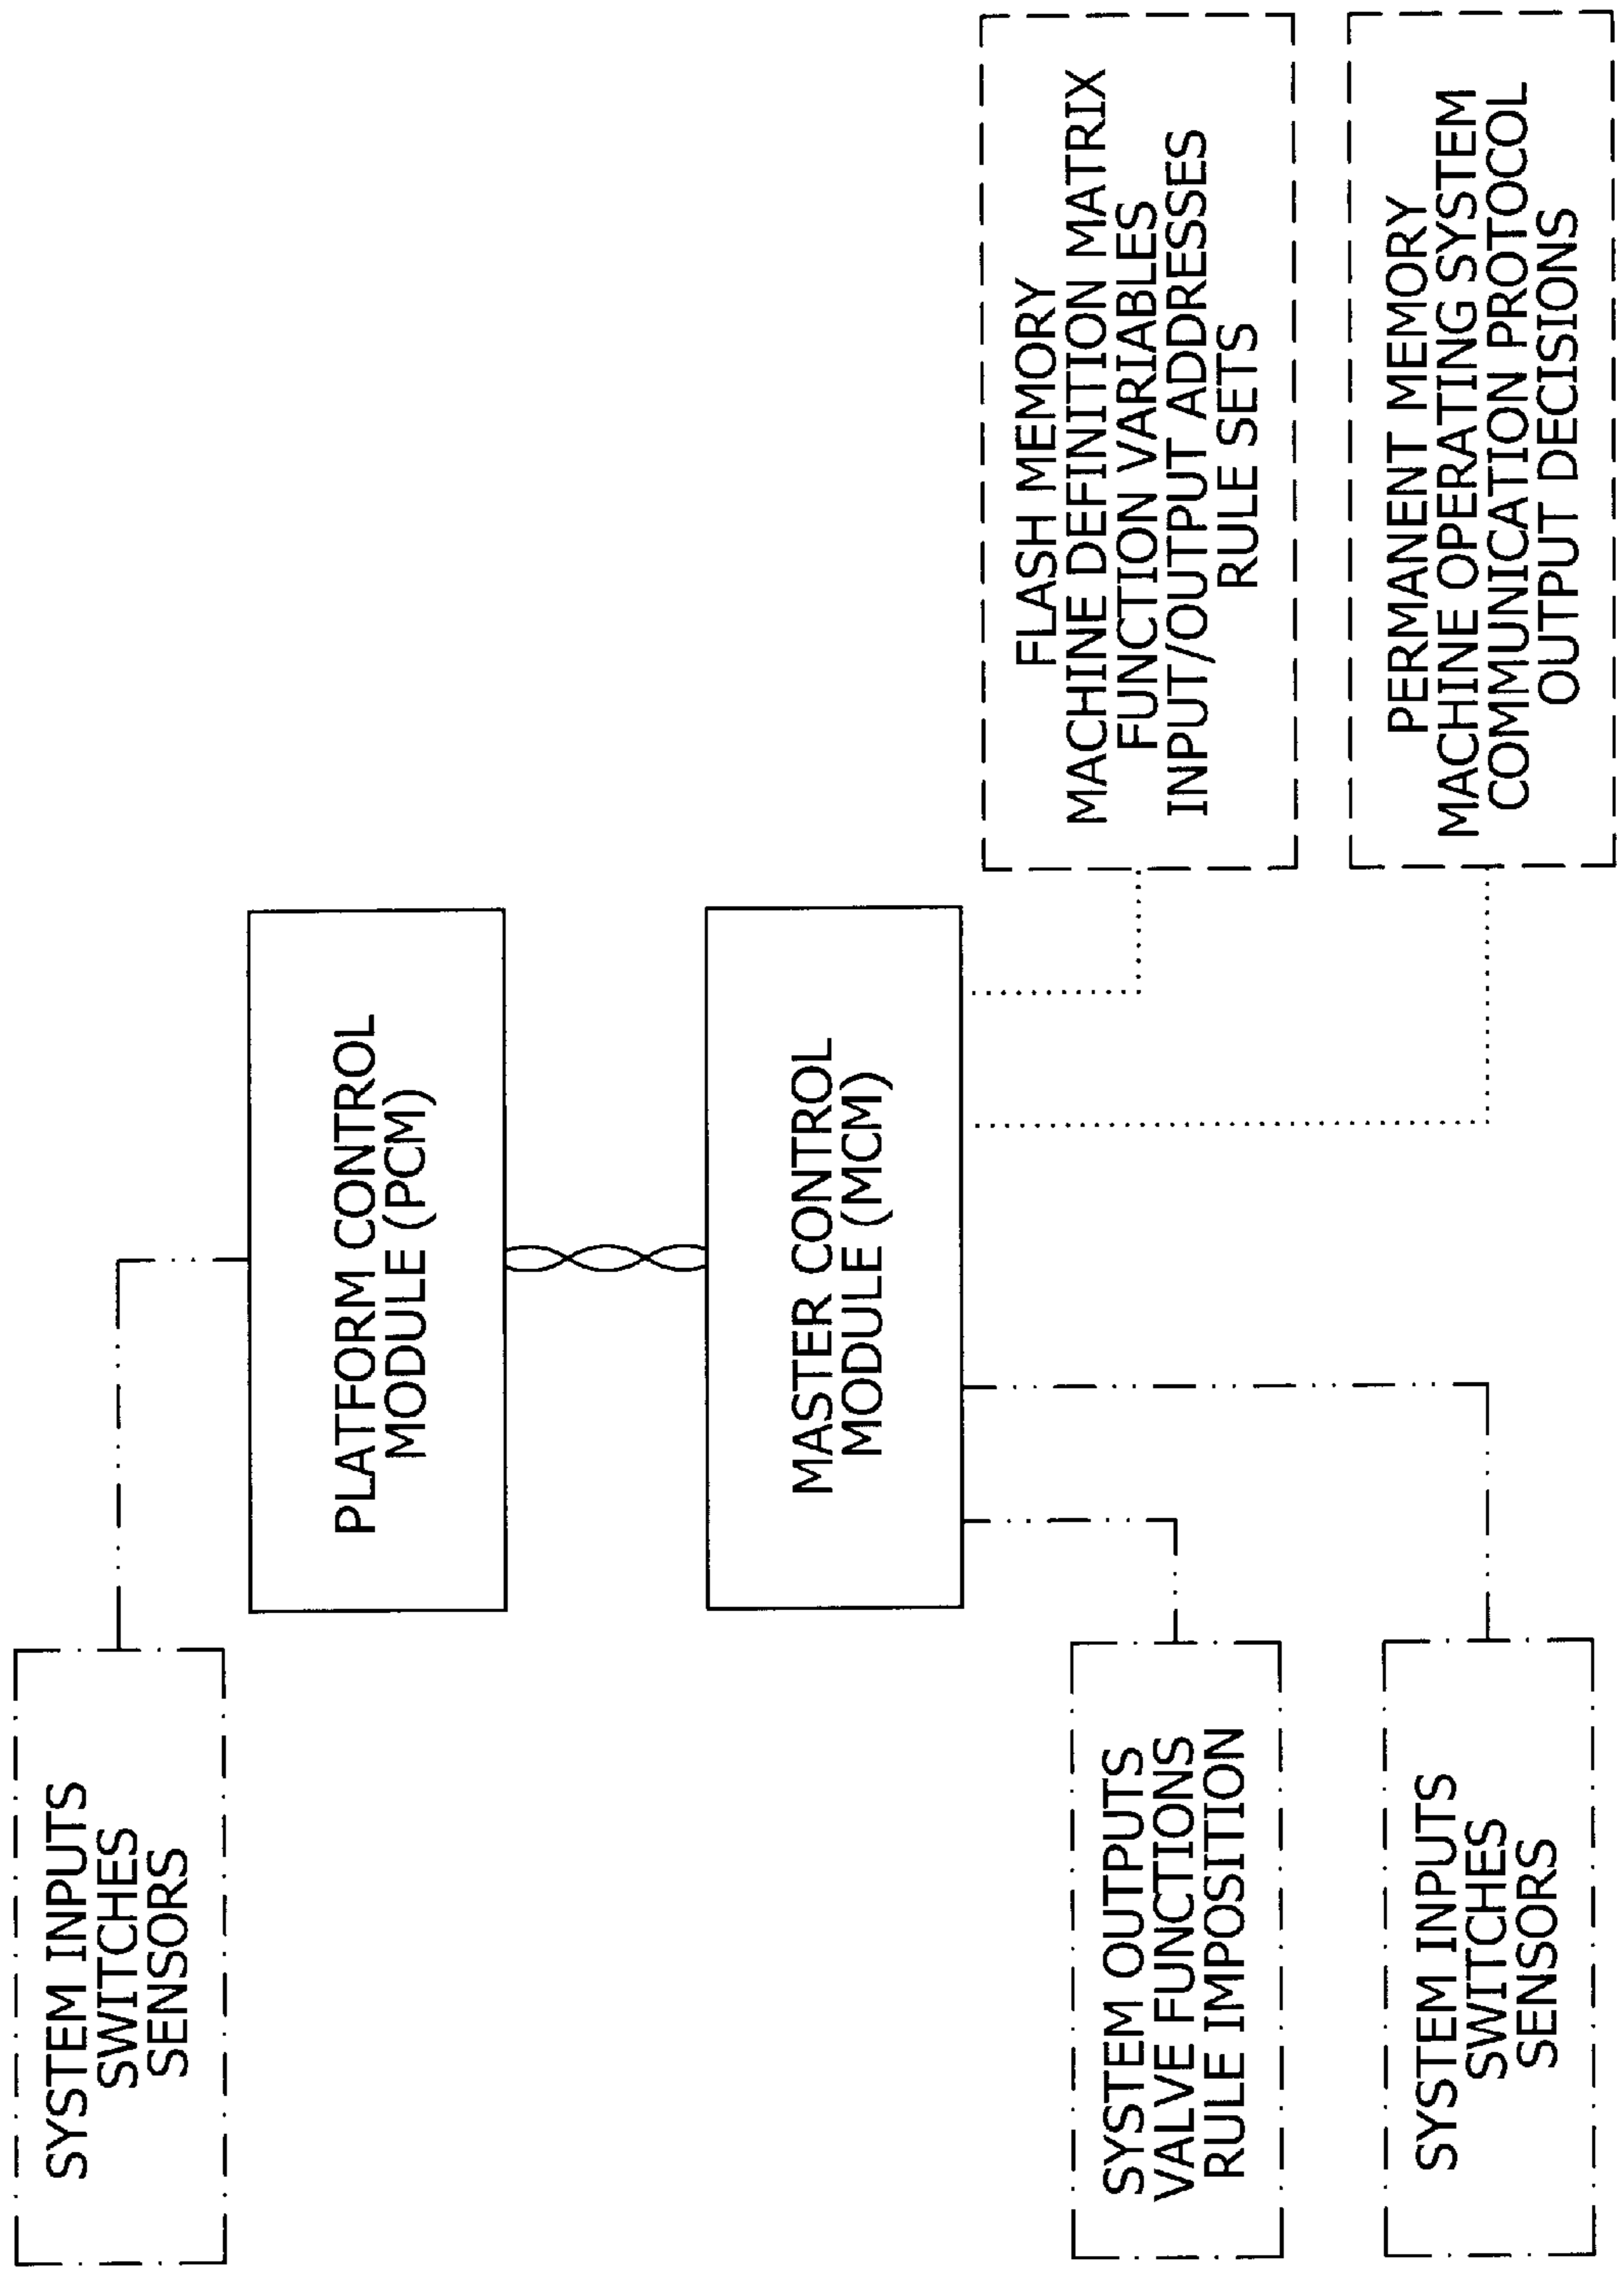 SYSTEM INPUTS
SWITCHES
SENSORS
PLATFORM CONTROL
MODULE (PCM)
MASTER CONTROL
MODULE (MCM)
SYSTEM OUTPUTS
VALVE FUNCTIONS
RULE IMPOSITION
SYSTEM INPUTS
SWITCHES
SENSORS
FLASH MEMORY
MACHINE DEFINITION MATRIX
FUNCTION VARIABLES
INPUT/OUTPUT ADDRESSES
RULE SETS
PERMANENT MEMORY
MACHINE OPERATING SYSTEM
COMMUNICATION PROTOCOL
OUTPUT DECISIONS